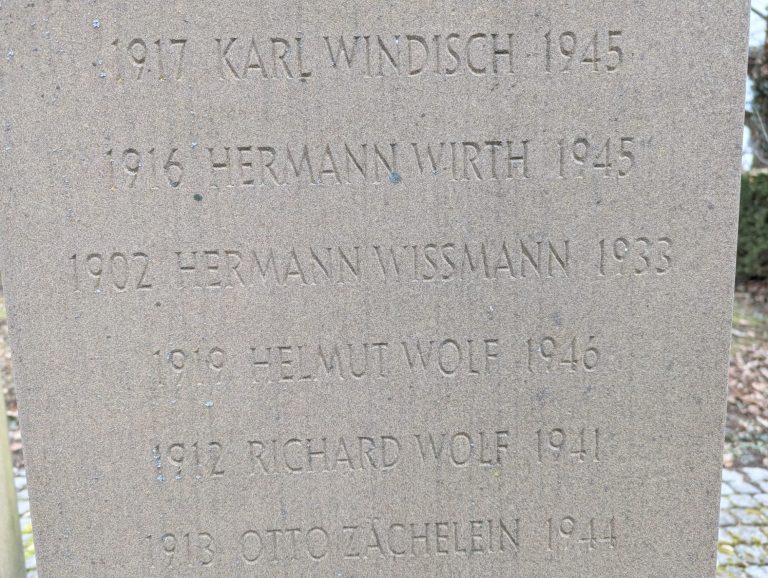 1917 KARL WINDISCH 1945
1916 HERMANN WIRTH 1945
1902 HERMANN WISSMANN 1933
1919 HELMUT WOLF 1946
1912 RICHARD WOLF 1941
1913 OTTO ZÄCHELEIN 1944